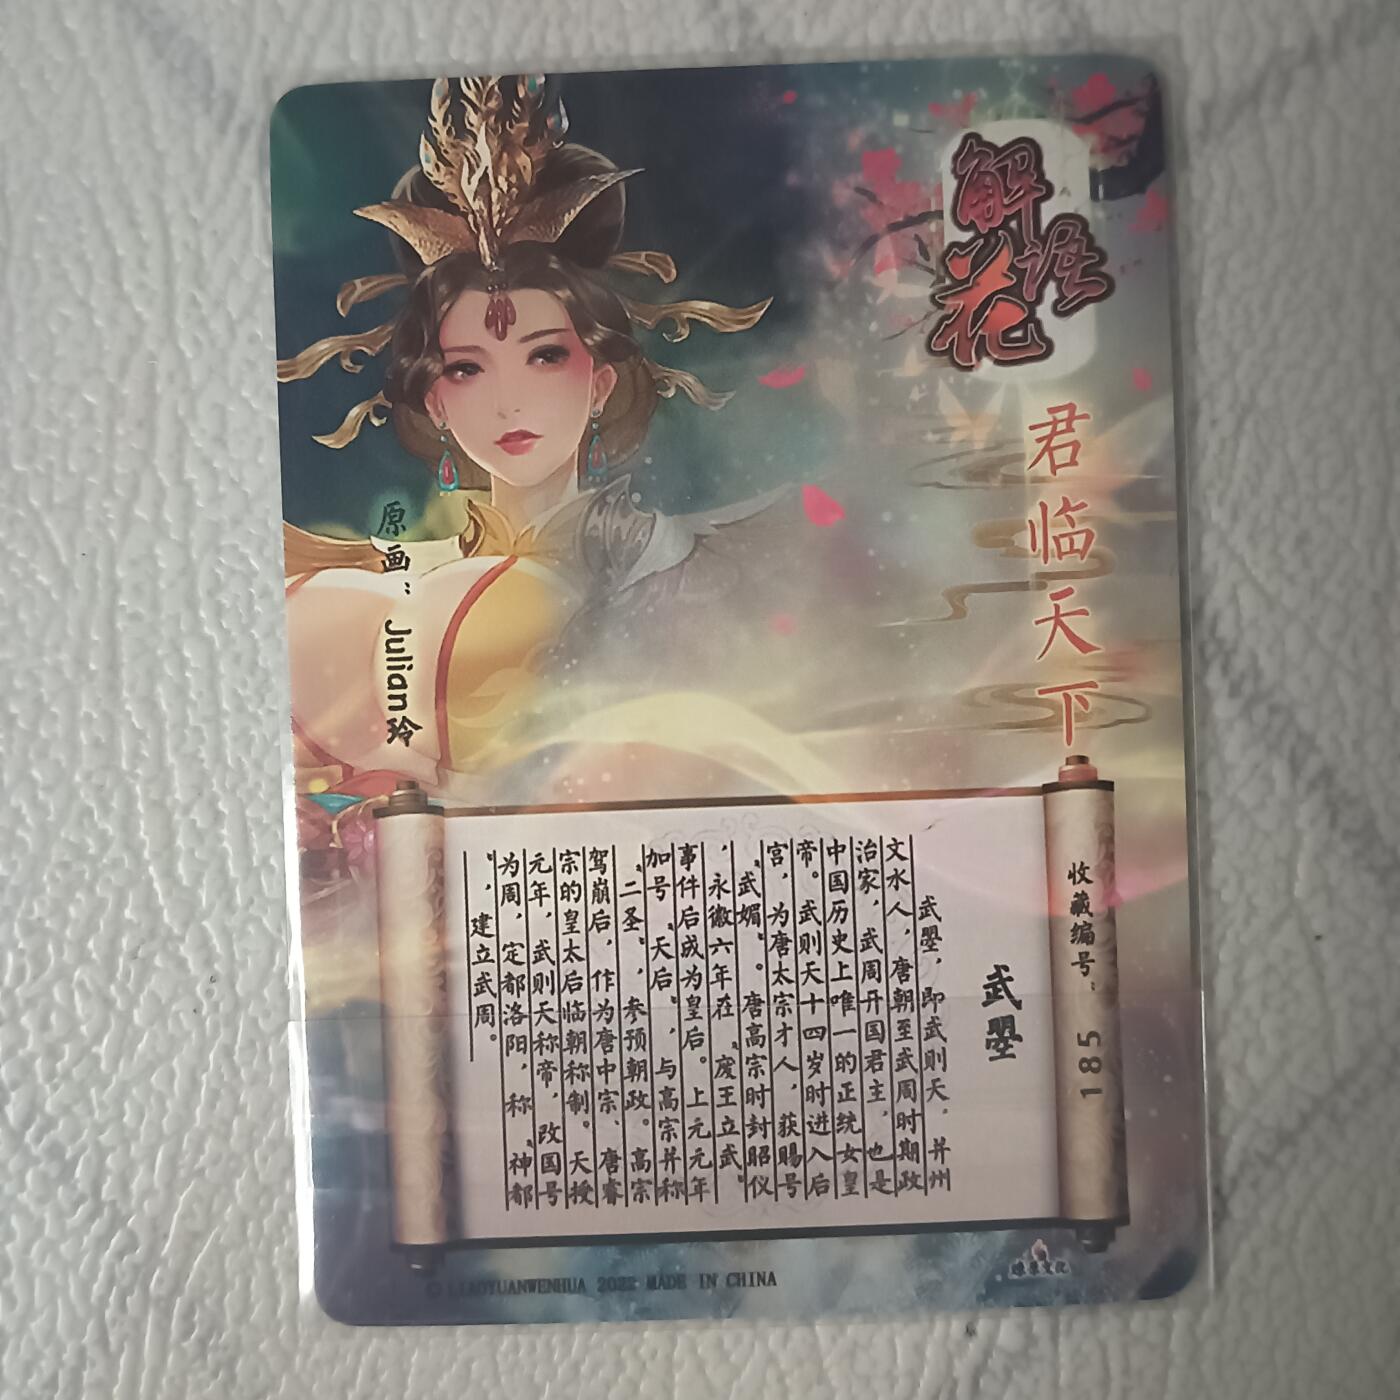 解语花
君临天下
原画：Julian玲
收藏编号：185
武曌
武曌，即武则天，并州
文水人，唐朝至武周时期政
治家，武周开国君主，也是
中国历史上唯一的正统女皇
帝。武则天十四岁时进入后
宫，为唐太宗才人，获赐号
“武媚”。唐高宗时封昭仪
，永徽六年在“废王立武”
事件后成为皇后。上元元年
加号“天后”，与高宗并称
“二圣”，参预朝政。高宗
驾崩后，作为唐中宗、唐睿
宗的皇太后临朝称制。天授
元年，武则天称帝，改国号
为周，定都洛阳，称“神都
”，建立武周。
© LIAOYUANWENHUA 2022 MADE IN CHINA